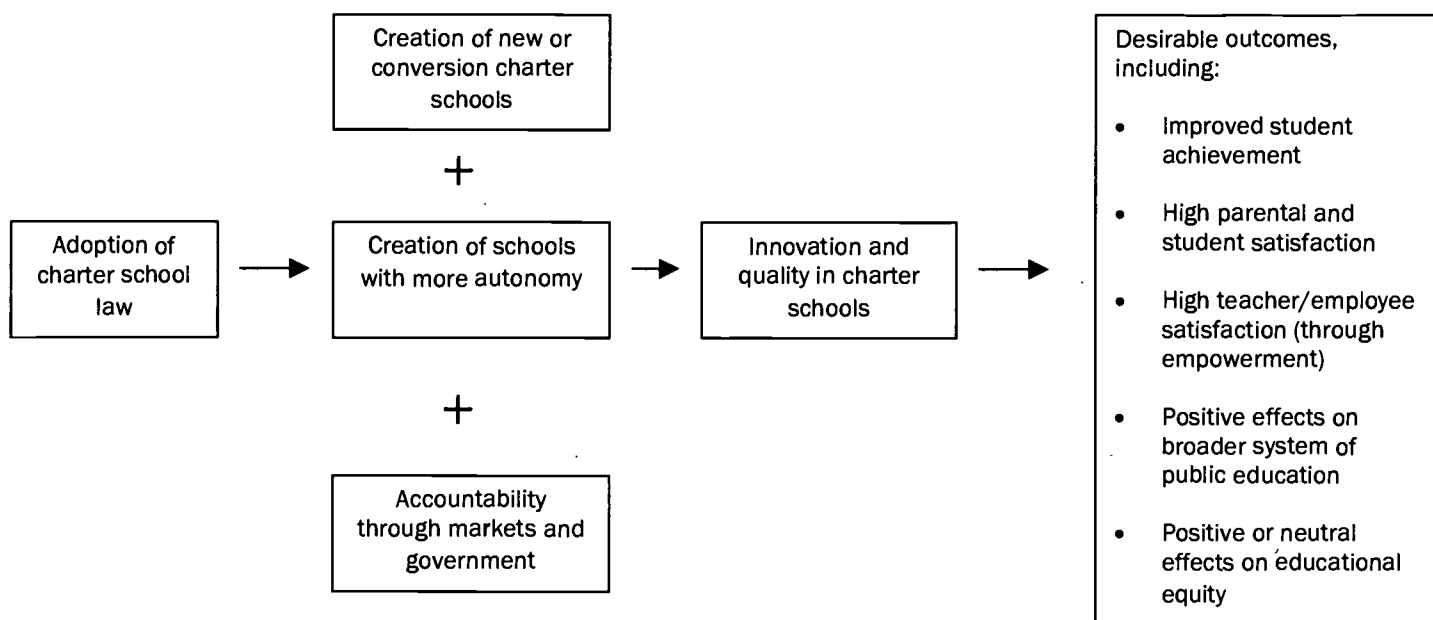 Creation of new or
conversion charter
schools
+
Adoption of
charter school
law
Creation of schools
with more autonomy
Innovation and
quality in charter
schools
+
Accountability
through markets and
government
Desirable outcomes,
including:
• Improved student
achievement
• High parental and
student satisfaction
• High teacher/employee
satisfaction (through
empowerment)
• Positive effects on
broader system of
public education
• Positive or neutral
effects on educational
equity